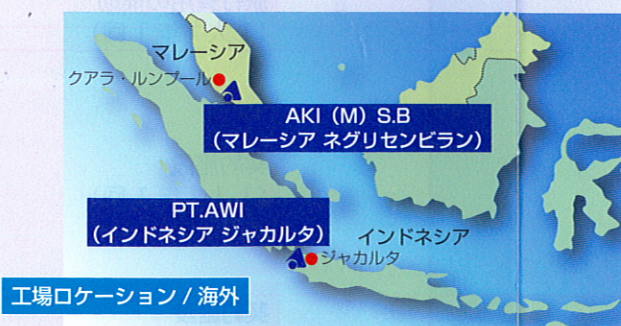 マレーシア
クアラ・ルンプール
AKI (M) S.B
(マレーシア ネグリセンビラン)
PT.AWI
(インドネシア ジャカルタ)
インドネシア
ジャカルタ
工場ロケーション / 海外